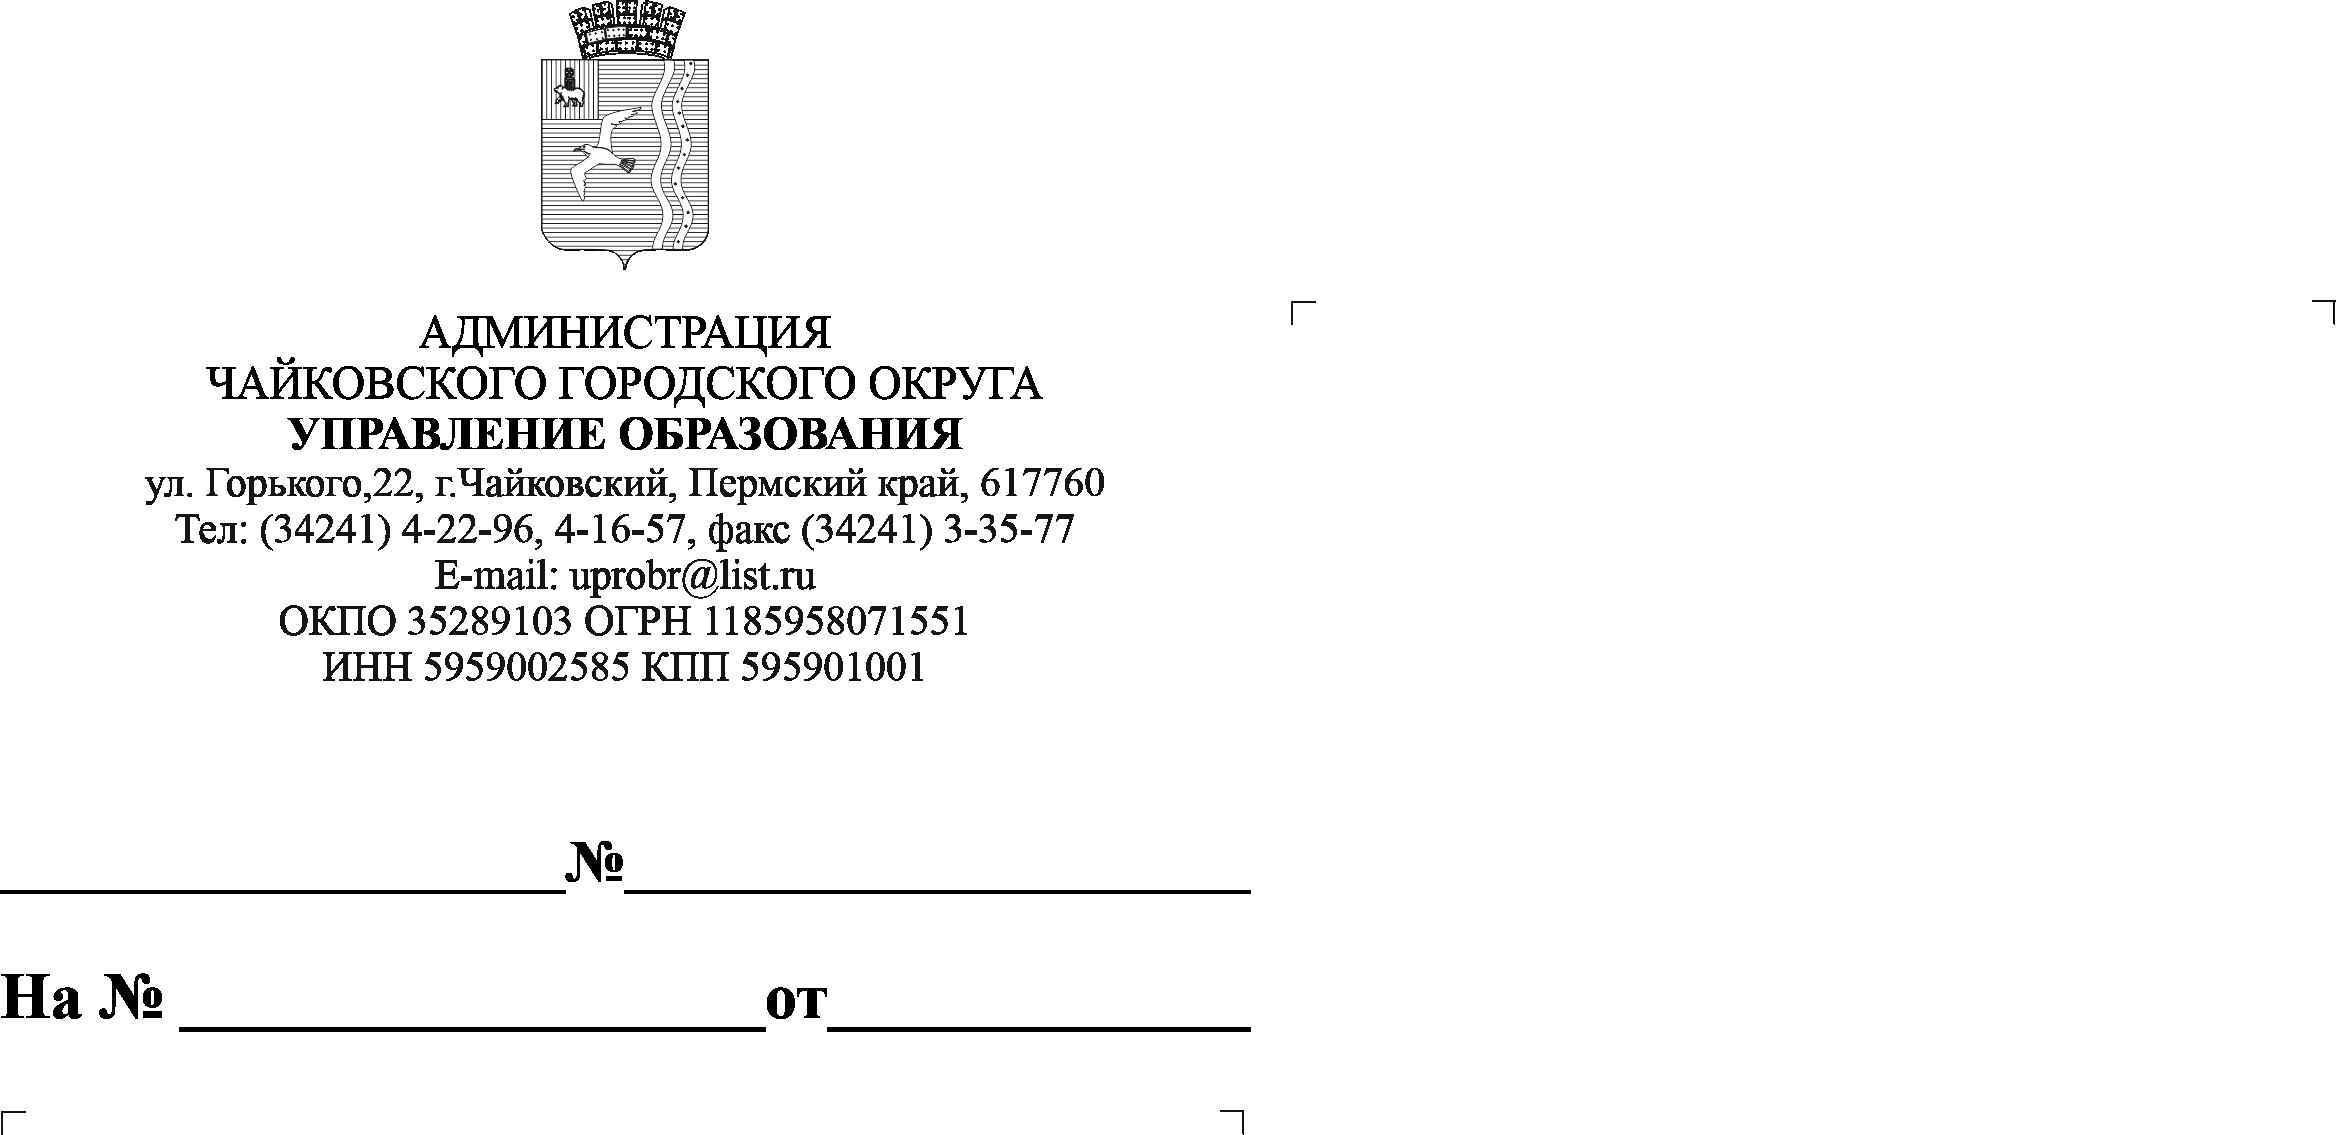 АДМИНИСТРАЦИЯ
ЧАЙКОВСКОГО ГОРОДСКОГО ОКРУГА
УПРАВЛЕНИЕ ОБРАЗОВАНИЯ
ул. Горького,22, г.Чайковский, Пермский край, 617760
Тел: (34241) 4-22-96, 4-16-57, факс (34241) 3-35-77
E-mail: uprobr@list.ru
ОКПО 35289103 ОГРН 1185958071551
ИНН 5959002585 КПП 595901001
№
На № от